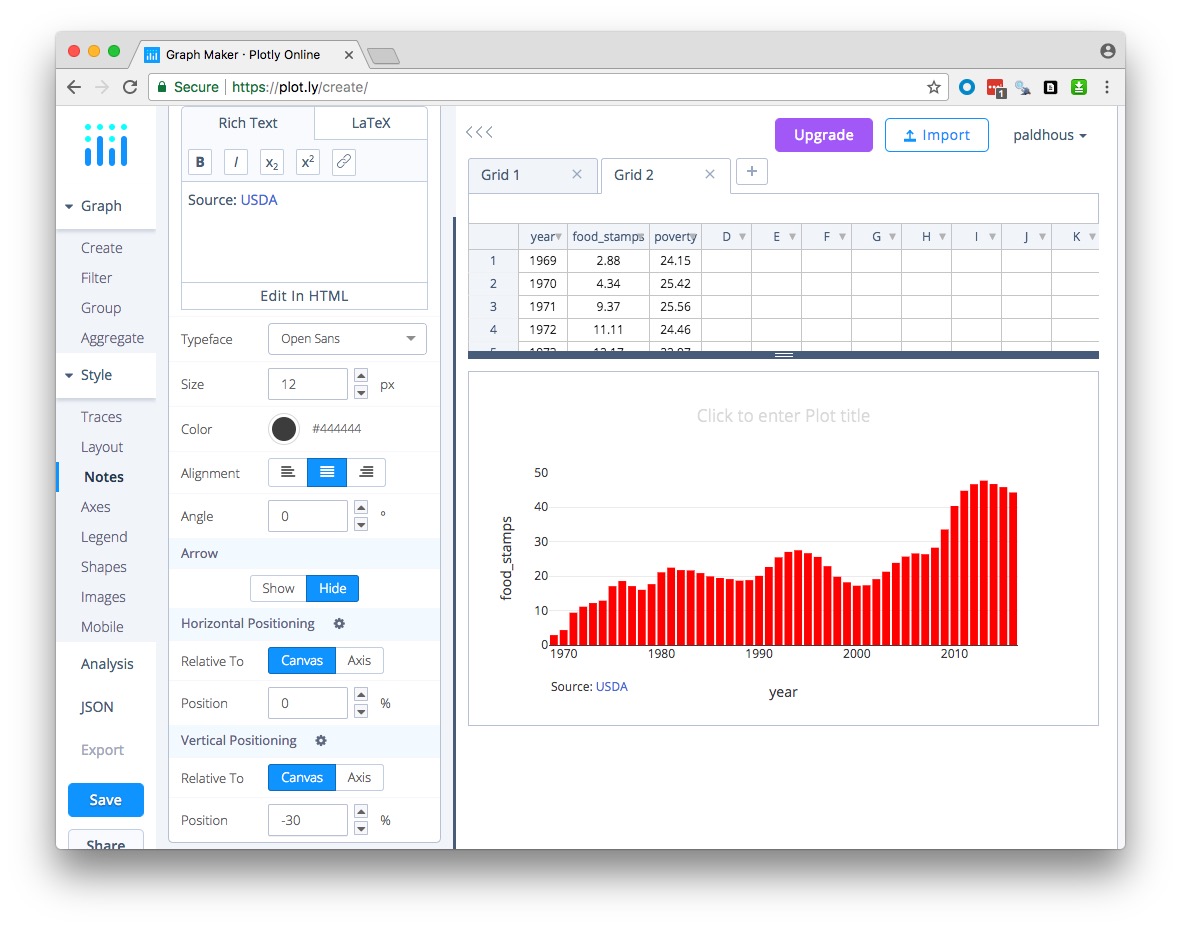 Graph Maker · Plotly Online
Secure https://plot.ly/create/
1
Rich Text LaTeX
B I x2 x2
Source: USDA
Edit In HTML
Typeface Open Sans
Size 12 px
Color #444444
Alignment
Angle 0 °
Arrow
Show Hide
Horizontal Positioning
Relative To Canvas Axis
Position 0 %
Vertical Positioning
Relative To Canvas Axis
Position -30 %
Graph
Create
Filter
Group
Aggregate
Style
Traces
Layout
Notes
Axes
Legend
Shapes
Images
Mobile
Analysis
JSON
Export
Save
Share
Upgrade Import paldhous
Grid 1 Grid 2 +
year food_stamps poverty D E F G H I J K
1 1969 2.88 24.15
2 1970 4.34 25.42
3 1971 9.37 25.56
4 1972 11.11 24.46
Click to enter Plot title
50
40
30
20
10
0
food_stamps
1970 1980 1990 2000 2010
Source: USDA
year